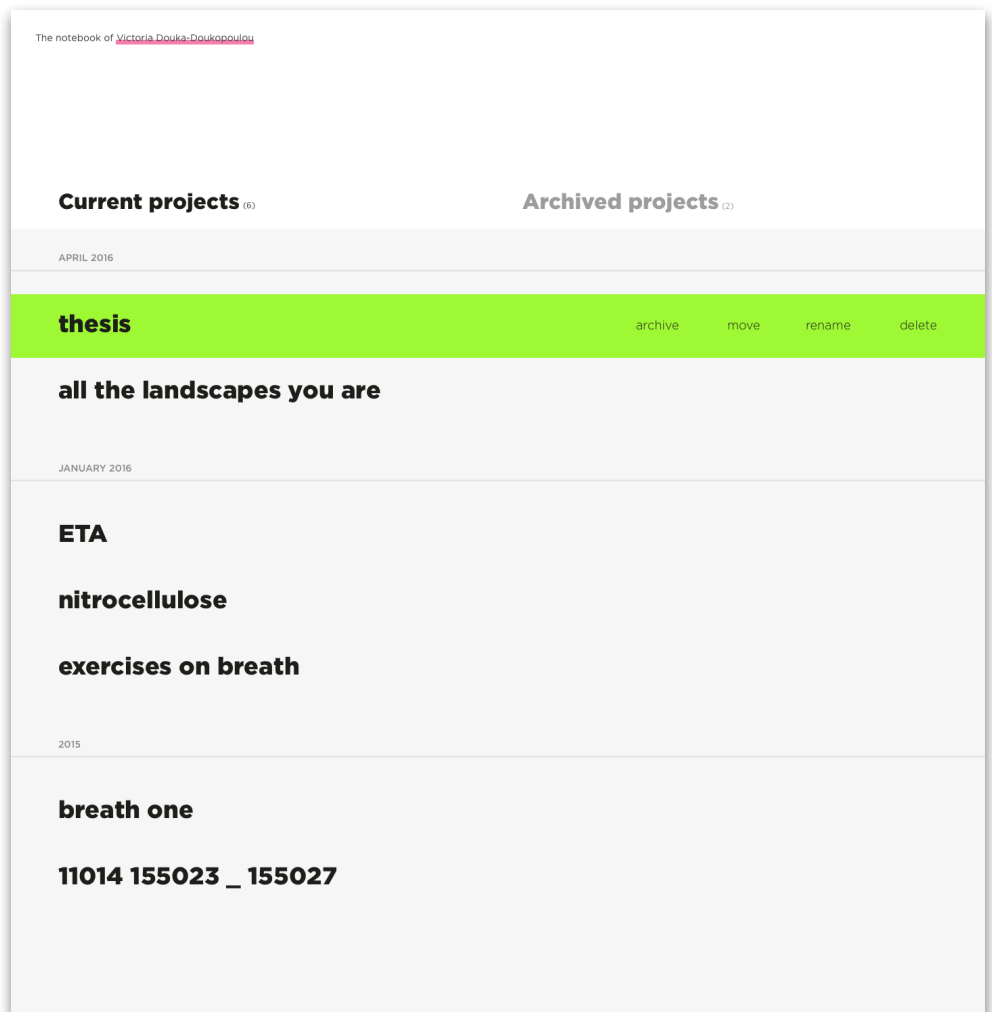 The notebook of Victoria Douka-Doukopoulou
Current projects (6)
Archived projects (2)
APRIL 2016
thesis
archive move rename delete
all the landscapes you are
JANUARY 2016
ETA
nitrocellulose
exercises on breath
2015
breath one
11014 155023 _ 155027